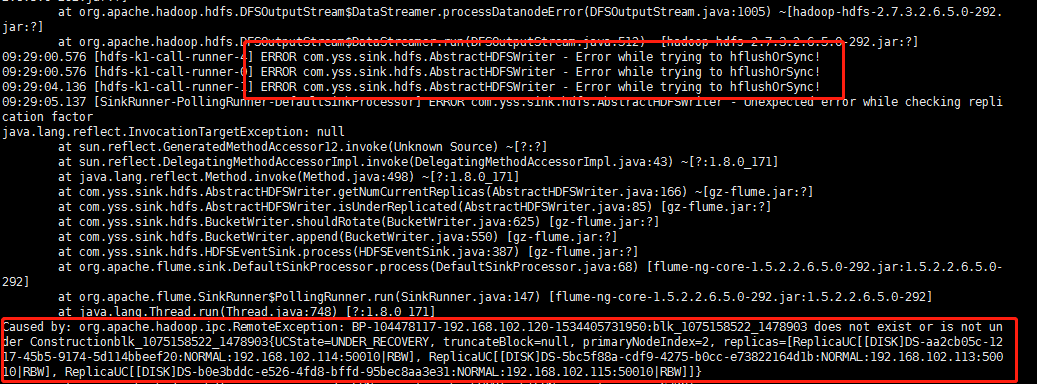 at org.apache.hadoop.hdfs.DFSOutputStream$DataStreamer.processDatanodeError(DFSOutputStream.java:1005) ~[hadoop-hdfs-2.7.3.2.6.5.0-292.
jar:?]
at org.apache.hadoop.hdfs.DFSOutputStream$DataStreamer.run(DFSOutputStream.java:512) [hadoop-hdfs-2.7.3.2.6.5.0-292.jar:?]
09:29:00.576 [hdfs-k1-call-runner-4] ERROR com.yss.sink.hdfs.AbstractHDFSWriter - Error while trying to hflushOrSync!
09:29:00.576 [hdfs-k1-call-runner-0] ERROR com.yss.sink.hdfs.AbstractHDFSWriter - Error while trying to hflushOrSync!
09:29:04.136 [hdfs-k1-call-runner-1] ERROR com.yss.sink.hdfs.AbstractHDFSWriter - Error while trying to hflushOrSync!
09:29:05.137 [SinkRunner-PollingRunner-DefaultSinkProcessor] ERROR com.yss.sink.hdfs.AbstractHDFSWriter - Unexpected error while checking repli
cation factor
java.lang.reflect.InvocationTargetException: null
at sun.reflect.GeneratedMethodAccessor12.invoke(Unknown Source) ~[?:?]
at sun.reflect.DelegatingMethodAccessorImpl.invoke(DelegatingMethodAccessorImpl.java:43) ~[?:1.8.0_171]
at java.lang.reflect.Method.invoke(Method.java:498) ~[?:1.8.0_171]
at com.yss.sink.hdfs.AbstractHDFSWriter.getNumCurrentReplicas(AbstractHDFSWriter.java:166) ~[gz-flume.jar:?]
at com.yss.sink.hdfs.AbstractHDFSWriter.isUnderReplicated(AbstractHDFSWriter.java:85) [gz-flume.jar:?]
at com.yss.sink.hdfs.BucketWriter.shouldRotate(BucketWriter.java:625) [gz-flume.jar:?]
at com.yss.sink.hdfs.BucketWriter.append(BucketWriter.java:550) [gz-flume.jar:?]
at com.yss.sink.hdfs.HDFSEventSink.process(HDFSEventSink.java:387) [gz-flume.jar:?]
at org.apache.flume.sink.DefaultSinkProcessor.process(DefaultSinkProcessor.java:68) [flume-ng-core-1.5.2.2.6.5.0-292.jar:1.5.2.2.6.5.0-
292]
at org.apache.flume.SinkRunner$PollingRunner.run(SinkRunner.java:147) [flume-ng-core-1.5.2.2.6.5.0-292.jar:1.5.2.2.6.5.0-292]
at java.lang.Thread.run(Thread.java:748) [?:1.8.0_171]
Caused by: org.apache.hadoop.ipc.RemoteException: BP-104478117-192.168.102.120-1534405731950:blk_1075158522_1478903 does not exist or is not un
der Constructionblk_1075158522_1478903{UCState=UNDER_RECOVERY, truncateBlock=null, primaryNodeIndex=2, replicas=[ReplicaUC[[DISK]DS-aa2cb05c-12
17-45b5-9174-5d114bbeef20:NORMAL:192.168.102.114:50010|RBW], ReplicaUC[[DISK]DS-5bc5f88a-cdf9-4275-b0cc-e73822164d1b:NORMAL:192.168.102.113:500
10|RBW], ReplicaUC[[DISK]DS-b0e3bddc-e526-4fd8-bffd-95bec8aa3e31:NORMAL:192.168.102.115:50010|RBW]]}